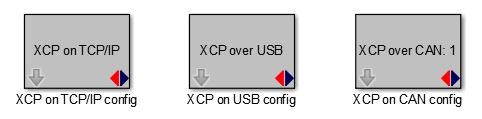 XCP on TCP/IP
XCP over USB
XCP over CAN: 1
XCP on TCP/IP config
XCP on USB config
XCP on CAN config